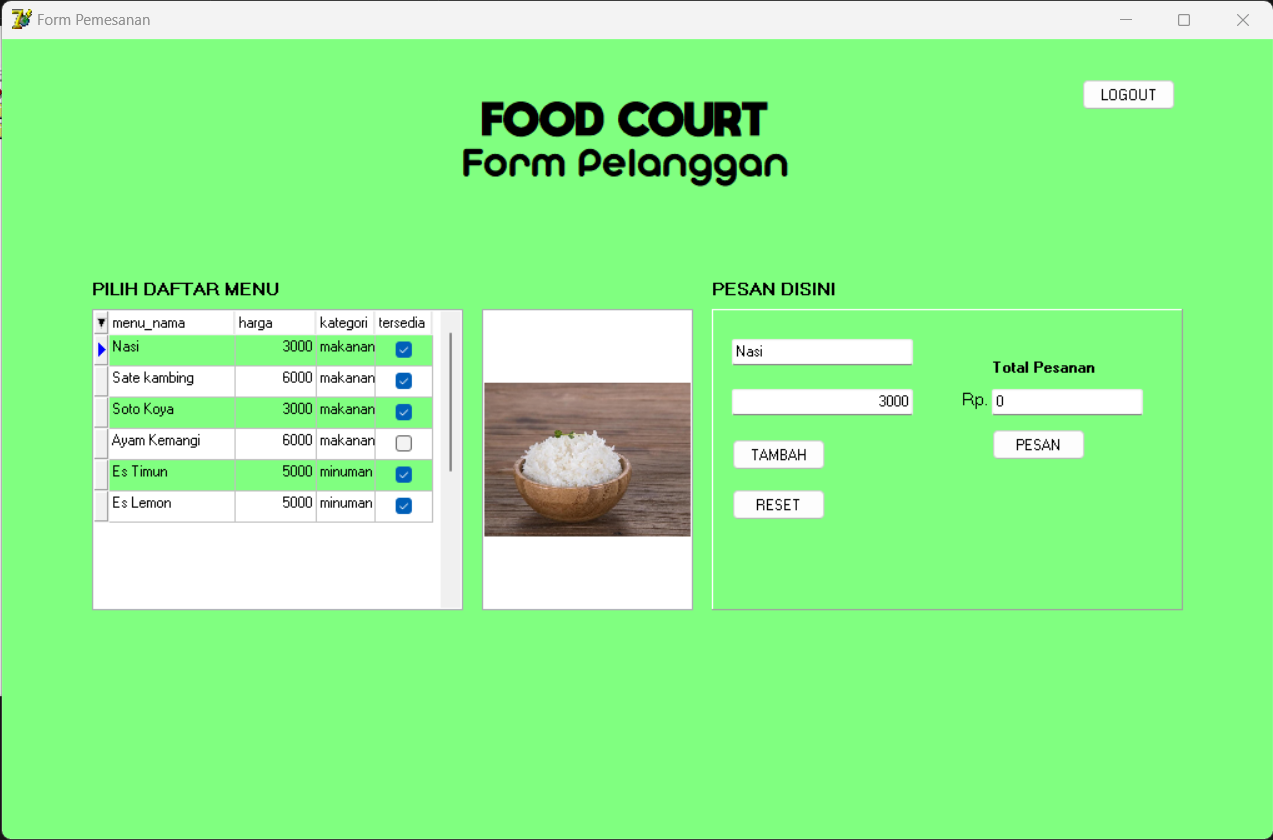 Form Pemesanan
LOGOUT
FOOD COURT
Form Pelanggan
PILIH DAFTAR MENU
menu_nama harga kategori tersedia
Nasi 3000 makanan
Sate kambing 6000 makanan
Soto Koya 3000 makanan
Ayam Kemangi 6000 makanan
Es Timun 5000 minuman
Es Lemon 5000 minuman
PESAN DISINI
Nasi
3000
TAMBAH
RESET
Total Pesanan
Rp. 0
PESAN